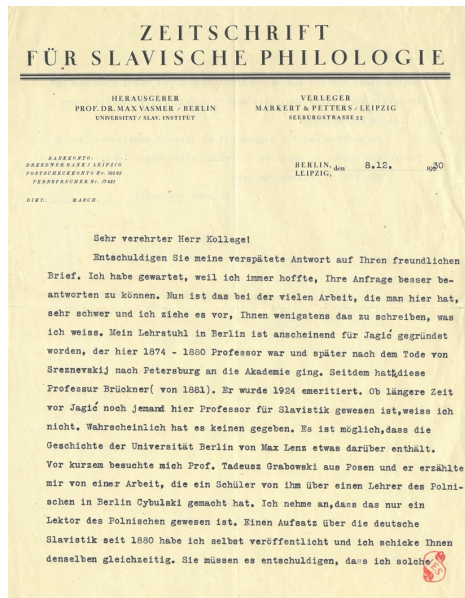 ZEITSCHRIFT
FÜR SLAVISCHE PHILOLOGIE
HERAUSGEBER
PROF. DR. MAX VASMER / BERLIN
UNIVERSITÄT / SLAV. INSTITUT
VERLEGER
MARKERT & PETTERS / LEIPZIG
SEEBURGSTRASSE 53
BANKKONTO:
DRESDNER BANK / LEIPZIG
POSTSCHECKKONTO Nr.
FERNSPRECHER Nr.
DIKT. MASCH.
BERLIN,
LEIPZIG, den 8.12. 1930
Sehr verehrter Herr Kollege!
Entschuldigen Sie meine verspätete Antwort auf Ihren freundlichen
Brief. Ich habe gewartet, weil ich immer hoffte, Ihre Anfrage besser be-
antworten zu können. Nun ist das bei der vielen Arbeit, die man hier hat,
sehr schwer und ich ziehe es vor, Ihnen wenigstens das zu schreiben, was
ich weiss. Mein Lehrstuhl in Berlin ist anscheinend für Jagić gegründet
worden, der hier 1874 - 1880 Professor war und später nach dem Tode von
Sreznevskij nach Petersburg an die Akademie ging. Seitdem hat diese
Professur Brückner( von 1881). Er wurde 1924 emeritiert. Ob längere Zeit
vor Jagić noch jemand hier Professor für Slavistik gewesen ist,weiss ich
nicht. Wahrscheinlich hat es keinen gegeben. Es ist möglich,dass die
Geschichte der Universität Berlin von Max Lenz etwas darüber enthält.
Vor kurzem besuchte mich Prof. Tadeusz Grabowski aus Posen und er erzählte
mir von einer Arbeit, die ein Schüler von ihm über einen Lehrer des Polni-
schen in Berlin Cybulski gemacht hat. Ich nehme an,dass das nur ein
Lektor des Polnischen gewesen ist. Einen Aufsatz über die deutsche
Slavistik seit 1880 habe ich selbst veröffentlicht und ich schicke Ihnen
denselben gleichzeitig. Sie müssen es entschuldigen, dass ich solche